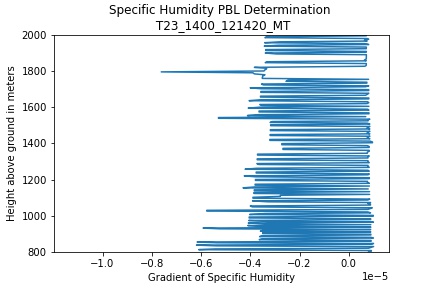 Specific Humidity PBL Determination
T23_1400_121420_MT
2000
1800
1600
1400
1200
1000
800
Height above ground in meters
−1.0 −0.8 −0.6 −0.4 −0.2 0.0
1e−5
Gradient of Specific Humidity